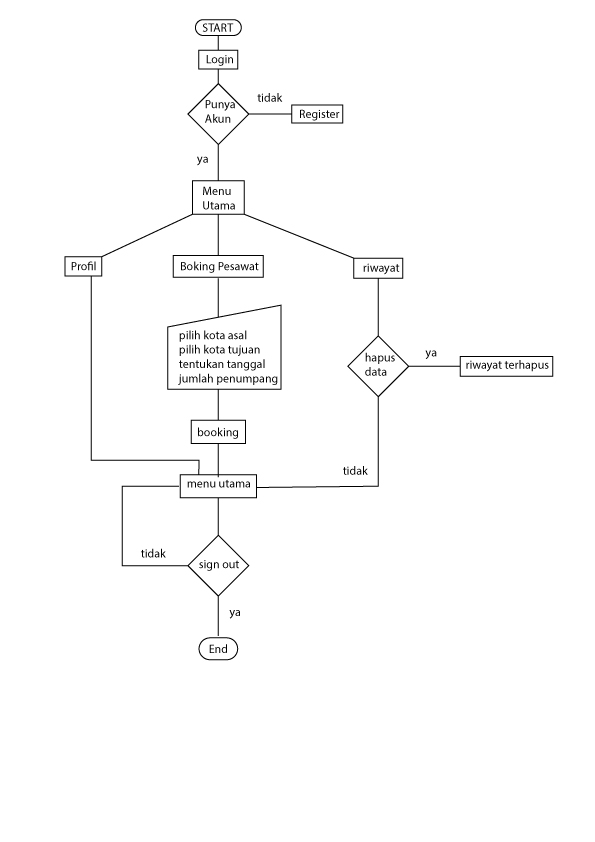 START
Login
Punya
Akun
tidak
Register
ya
Menu
Utama
Profil
Boking Pesawat
riwayat
pilih kota asal
pilih kota tujuan
tentukan tanggal
jumlah penumpang
hapus
data
ya
riwayat terhapus
booking
tidak
menu utama
tidak
sign out
ya
End